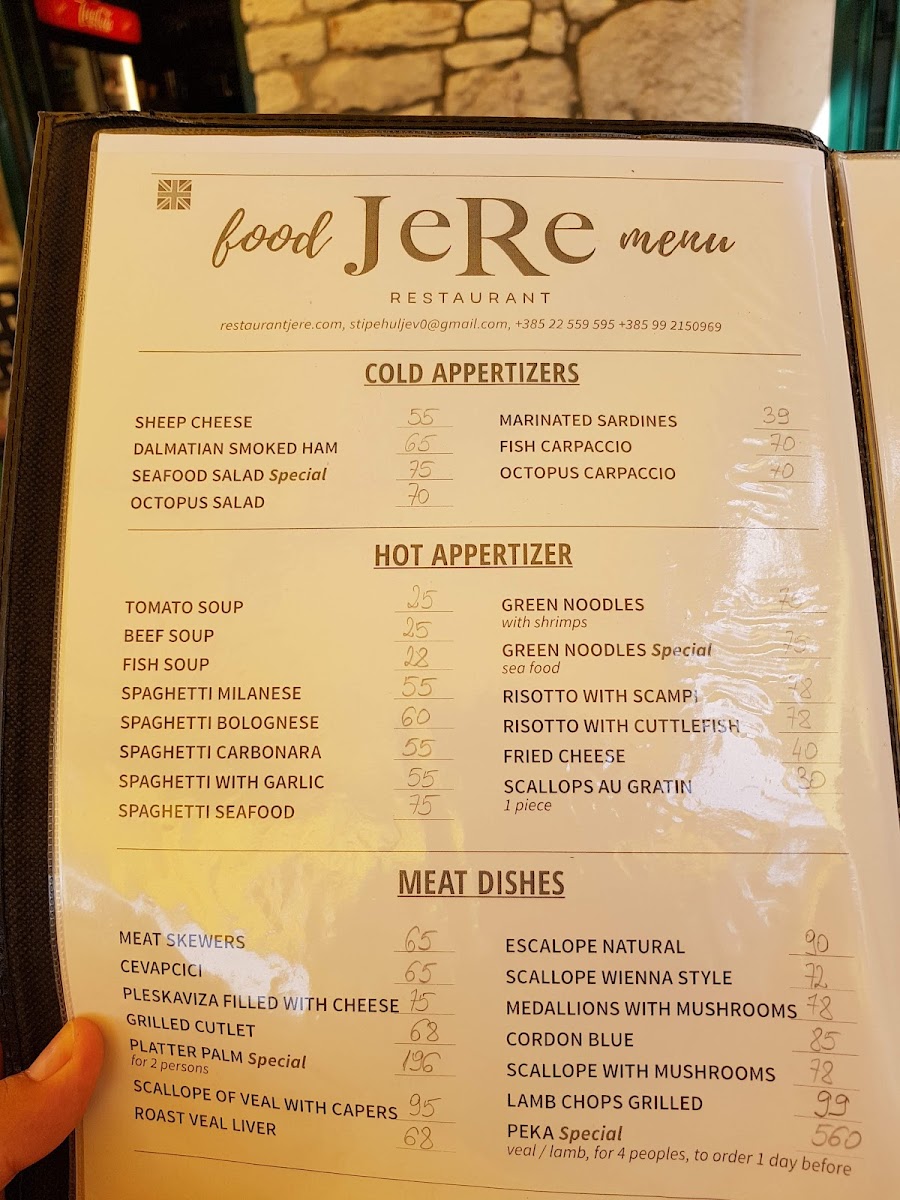 Coca-Cola
food JeRe menu
RESTAURANT
restaurantjere.com, stipehuljev0@gmail.com, +385 22 559 595 +385 99 2150969
COLD APPERTIZERS
SHEEP CHEESE 55
DALMATIAN SMOKED HAM 65
SEAFOOD SALAD Special 75
OCTOPUS SALAD 70
MARINATED SARDINES 39
FISH CARPACCIO 70
OCTOPUS CARPACCIO 70
HOT APPERTIZER
TOMATO SOUP 25
BEEF SOUP 25
FISH SOUP 28
SPAGHETTI MILANESE 55
SPAGHETTI BOLOGNESE 60
SPAGHETTI CARBONARA 55
SPAGHETTI WITH GARLIC 55
SPAGHETTI SEAFOOD 75
GREEN NOODLES
with shrimps
GREEN NOODLES Special 75
sea food
RISOTTO WITH SCAMPI
RISOTTO WITH CUTTLEFISH 78
FRIED CHEESE 40
SCALLOPS AU GRATIN 30
1 piece
MEAT DISHES
MEAT SKEWERS 65
CEVAPCICI 65
PLESKAVIZA FILLED WITH CHEESE 75
GRILLED CUTLET 68
PLATTER PALM Special 196
for 2 persons
SCALLOPE OF VEAL WITH CAPERS 95
ROAST VEAL LIVER 68
ESCALOPE NATURAL 90
SCALLOPE WIENNA STYLE 72
MEDALLIONS WITH MUSHROOMS 78
CORDON BLUE 85
SCALLOPE WITH MUSHROOMS 78
LAMB CHOPS GRILLED 99
PEKA Special 560
veal / lamb, for 4 peoples, to order 1 day before